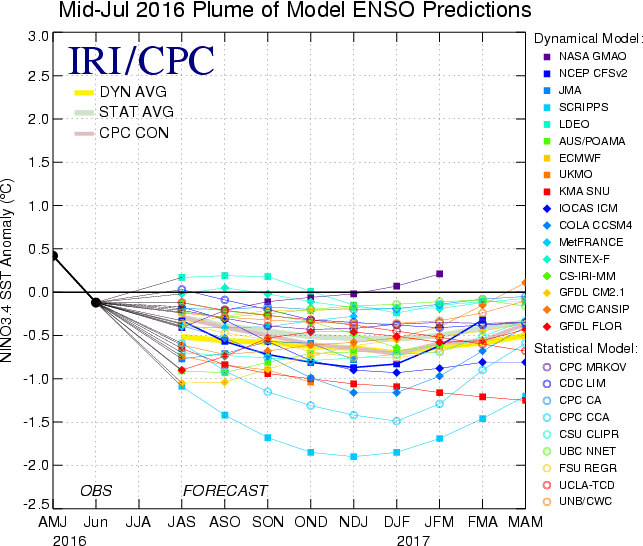 Mid-Jul 2016 Plume of Model ENSO Predictions
NINO3.4 SST Anomaly (ºC)
3.0
2.5
2.0
1.5
1.0
0.5
0.0
-0.5
-1.0
-1.5
-2.0
-2.5
IRI/CPC
DYN AVG
STAT AVG
CPC CON
OBS FORECAST
AMJ Jun JJA JAS ASO SON OND NDJ DJF JFM FMA MAM
2016 2017
Dynamical Model:
NASA GMAO
NCEP CFSv2
JMA
SCRIPPS
LDEO
AUS/POAMA
ECMWF
UKMO
KMA SNU
IOCAS ICM
COLA CCSM4
MetFRANCE
SINTEX-F
CS-IRI-MM
GFDL CM2.1
CMC CANSIP
GFDL FLOR
Statistical Model:
CPC MRKOV
CDC LIM
CPC CA
CPC CCA
CSU CLIPR
UBC NNET
FSU REGR
UCLA-TCD
UNB/CWC